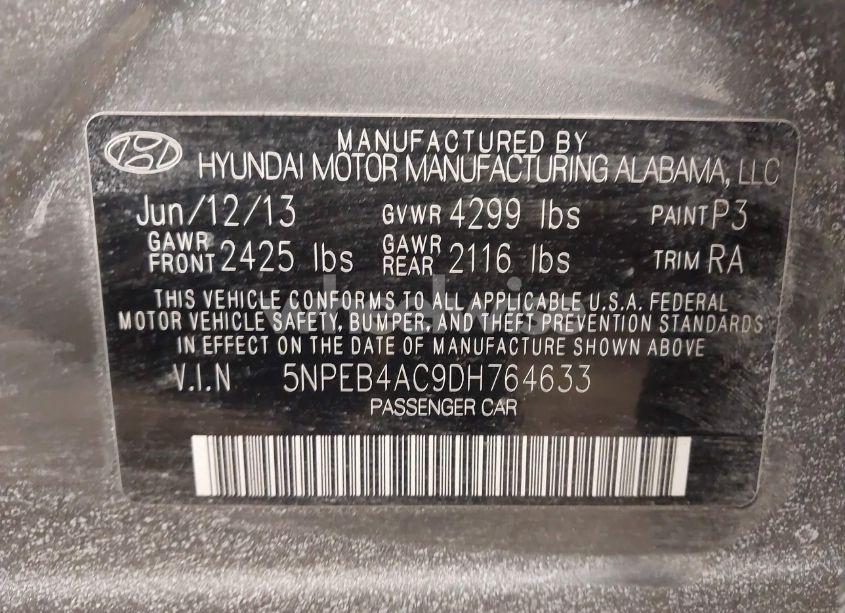 MANUFACTURED BY
HYUNDAI MOTOR MANUFACTURING ALABAMA, LLC
Jun/12/13 GVWR 4299 lbs PAINT P3
GAWR FRONT 2425 lbs GAWR REAR 2116 lbs TRIM RA
THIS VEHICLE CONFORMS TO ALL APPLICABLE U.S.A. FEDERAL
MOTOR VEHICLE SAFETY, BUMPER, AND THEFT PREVENTION STANDARDS
IN EFFECT ON THE DATE OF MANUFACTURE SHOWN ABOVE
V.I.N 5NPEB4AC9DH764633
PASSENGER CAR